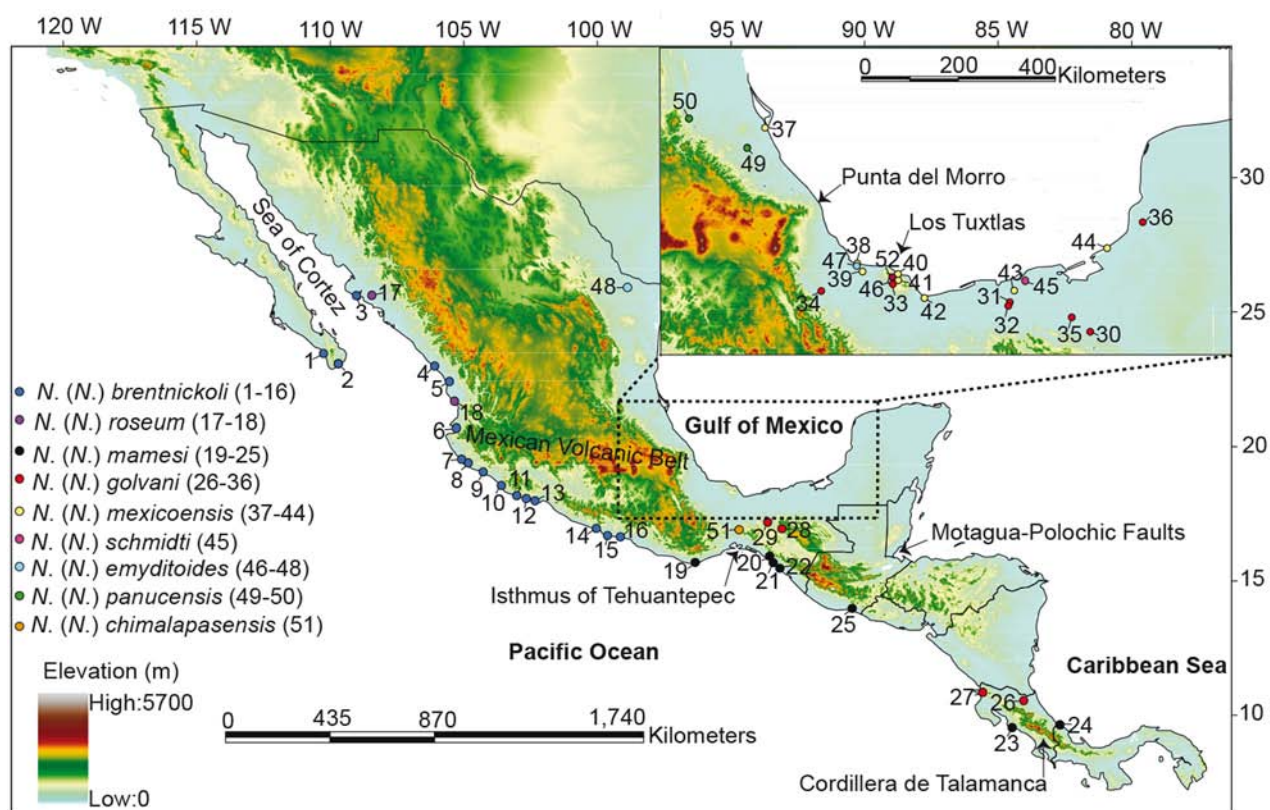 120 W 115 W 110 W 105 W 100 W 95 W 90 W 85 W 80 W
0 200 400 Kilometers
50
37
49
Punta del Morro
30
Los Tuxtlas
36
38
52 40
44
47
43
39
41
45
46
31
34
33
42
32
35
30
25
Sea of Cortez
48
17
3
1
2
4
5
18
6
Mexican Volcanic Belt
Gulf of Mexico
20
7
8
9
10
11
12
13
14
15
16
51
29
28
Motagua-Polochic Faults
19
20
21
22
Isthmus of Tehuantepec
15
25
N. (N.) brentnickoli (1-16)
N. (N.) roseum (17-18)
N. (N.) mamesi (19-25)
N. (N.) golvani (26-36)
N. (N.) mexicoensis (37-44)
N. (N.) schmidti (45)
N. (N.) emyditoides (46-48)
N. (N.) panucensis (49-50)
N. (N.) chimalapasensis (51)
Pacific Ocean
Caribbean Sea
Elevation (m)
High:5700
Low:0
0 435 870 1,740
Kilometers
27
26
24
23
10
Cordillera de Talamanca